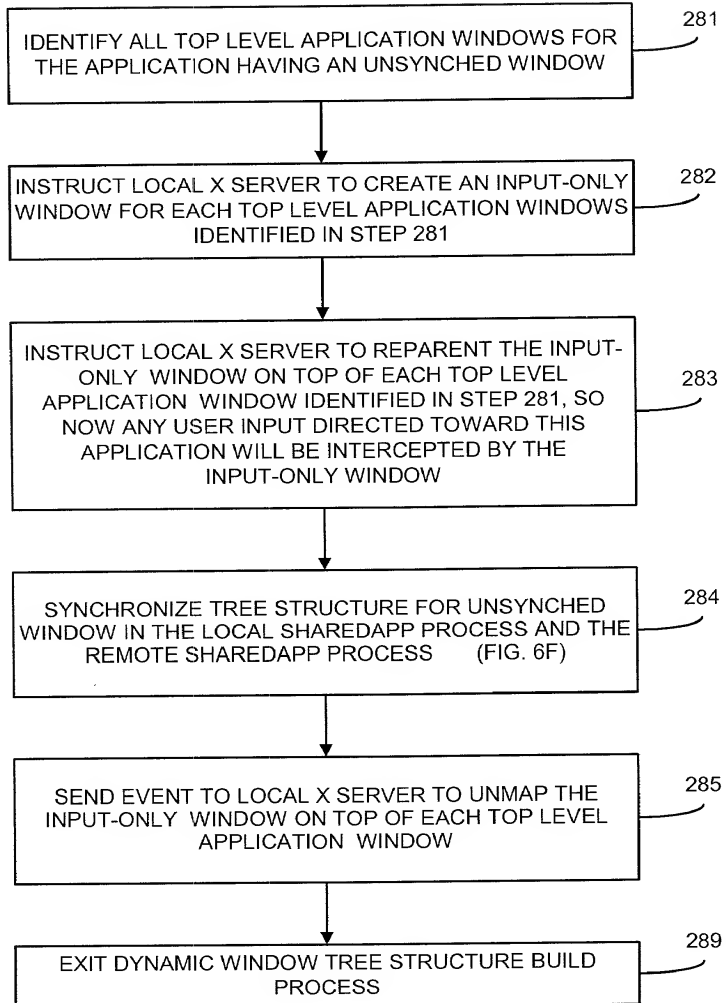 281
IDENTIFY ALL TOP LEVEL APPLICATION WINDOWS FOR
THE APPLICATION HAVING AN UNSYNCHED WINDOW
282
INSTRUCT LOCAL X SERVER TO CREATE AN INPUT-ONLY
WINDOW FOR EACH TOP LEVEL APPLICATION WINDOWS
IDENTIFIED IN STEP 281
283
INSTRUCT LOCAL X SERVER TO REPARENT THE INPUT-
ONLY WINDOW ON TOP OF EACH TOP LEVEL
APPLICATION WINDOW IDENTIFIED IN STEP 281, SO
NOW ANY USER INPUT DIRECTED TOWARD THIS
APPLICATION WILL BE INTERCEPTED BY THE
INPUT-ONLY WINDOW
284
SYNCHRONIZE TREE STRUCTURE FOR UNSYNCHED
WINDOW IN THE LOCAL SHAREDAPP PROCESS AND THE
REMOTE SHAREDAPP PROCESS (FIG. 6F)
285
SEND EVENT TO LOCAL X SERVER TO UNMAP THE
INPUT-ONLY WINDOW ON TOP OF EACH TOP LEVEL
APPLICATION WINDOW
289
EXIT DYNAMIC WINDOW TREE STRUCTURE BUILD
PROCESS